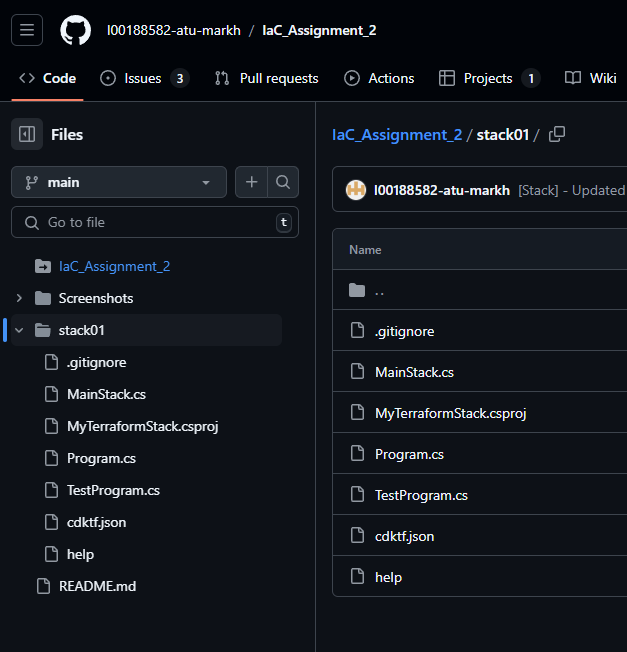 l00188582-atu-markh / IaC_Assignment_2
Code Issues 3 Pull requests Actions Projects 1 Wiki
Files
main
Go to file t
IaC_Assignment_2
Screenshots
stack01
.gitignore
MainStack.cs
MyTerraformStack.csproj
Program.cs
TestProgram.cs
cdktf.json
help
README.md
IaC_Assignment_2 / stack01 /
l00188582-atu-markh [Stack] - Updated
Name
..
.gitignore
MainStack.cs
MyTerraformStack.csproj
Program.cs
TestProgram.cs
cdktf.json
help